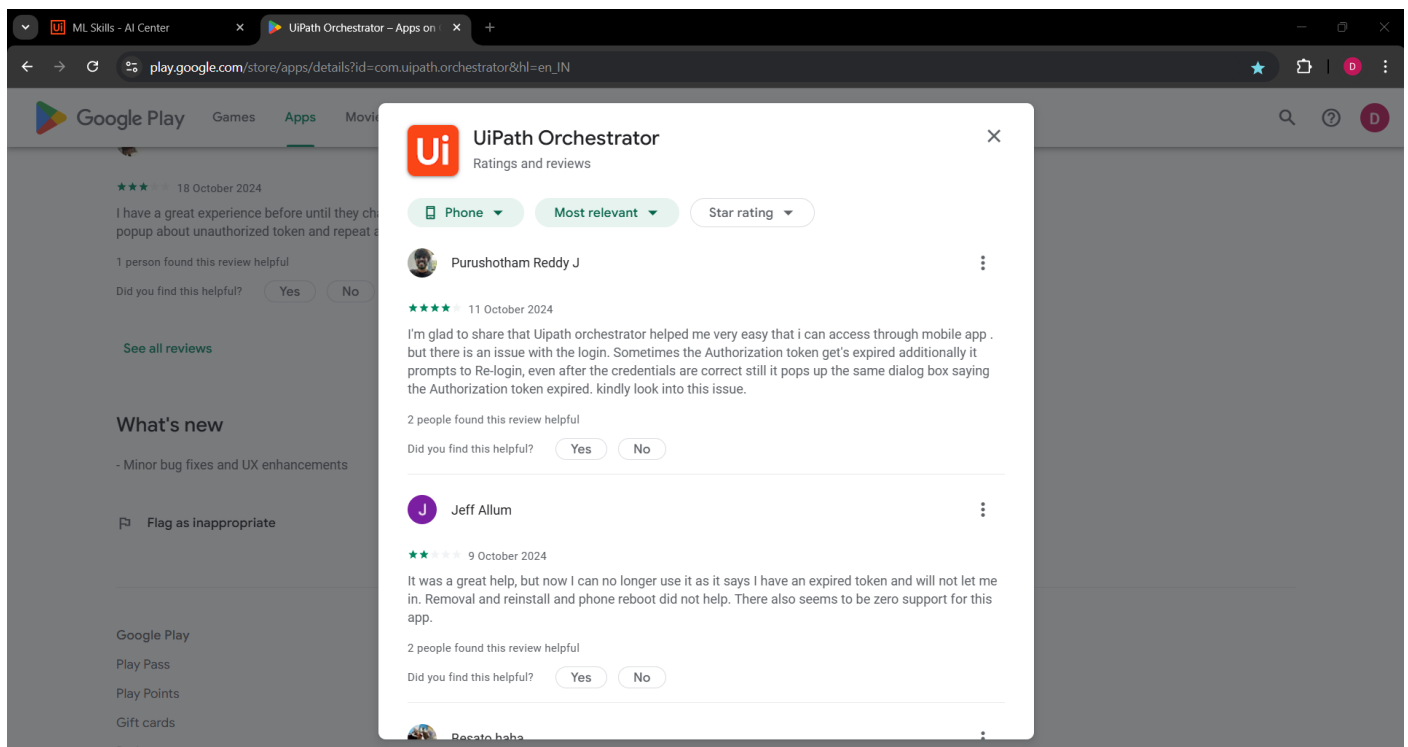 Ui ML Skills - AI Center
UiPath Orchestrator – Apps on
play.google.com/store/apps/details?id=com.uipath.orchestrator&hl=en_IN
D
Google Play Games Apps Movie
D
18 October 2024
I have a great experience before until they ch
popup about unauthorized token and repeat a
1 person found this review helpful
Did you find this helpful? Yes No
See all reviews
What's new
- Minor bug fixes and UX enhancements
Flag as inappropriate
Google Play
Play Pass
Play Points
Gift cards
Ui
UiPath Orchestrator
Ratings and reviews
Phone Most relevant Star rating
Purushotham Reddy J
11 October 2024
I'm glad to share that Uipath orchestrator helped me very easy that i can access through mobile app .
but there is an issue with the login. Sometimes the Authorization token get's expired additionally it
prompts to Re-login, even after the credentials are correct still it pops up the same dialog box saying
the Authorization token expired. kindly look into this issue.
2 people found this review helpful
Did you find this helpful? Yes No
J Jeff Allum
9 October 2024
It was a great help, but now I can no longer use it as it says I have an expired token and will not let me
in. Removal and reinstall and phone reboot did not help. There also seems to be zero support for this
app.
2 people found this review helpful
Did you find this helpful? Yes No
Besato haha